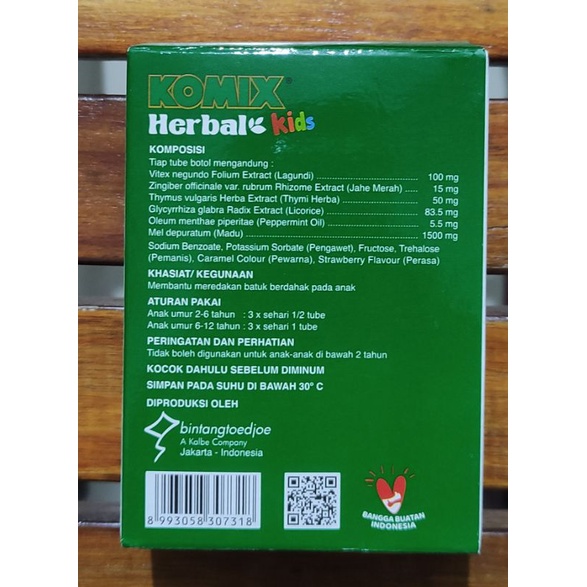 KOMIX®
Herbal kids
KOMPOSISI
Tiap tube botol mengandung :
Vitex negundo Folium Extract (Lagundi) ........ 100 mg
Zingiber officinale var. rubrum Rhizome Extract (Jahe Merah) .... 15 mg
Thymus vulgaris Herba Extract (Thymi Herba) ........ 50 mg
Glycyrrhiza glabra Radix Extract (Licorice) ........ 83.5 mg
Oleum menthae piperitae (Peppermint Oil) ........ 5.5 mg
Mel depuratum (Madu) ........ 1500 mg
Sodium Benzoate, Potassium Sorbate (Pengawet), Fructose, Trehalose
(Pemanis), Caramel Colour (Pewarna), Strawberry Flavour (Perasa)
KHASIAT/ KEGUNAAN
Membantu meredakan batuk berdahak pada anak
ATURAN PAKAI
Anak umur 2-6 tahun : 3 x sehari 1/2 tube
Anak umur 6-12 tahun : 3 x sehari 1 tube
PERINGATAN DAN PERHATIAN
Tidak boleh digunakan untuk anak-anak di bawah 2 tahun
KOCOK DAHULU SEBELUM DIMINUM
SIMPAN PADA SUHU DI BAWAH 30° C
DIPRODUKSI OLEH
bintangtoedjoe
A Kalbe Company
Jakarta - Indonesia
8 993058 307318
BANGGA BUATAN
INDONESIA